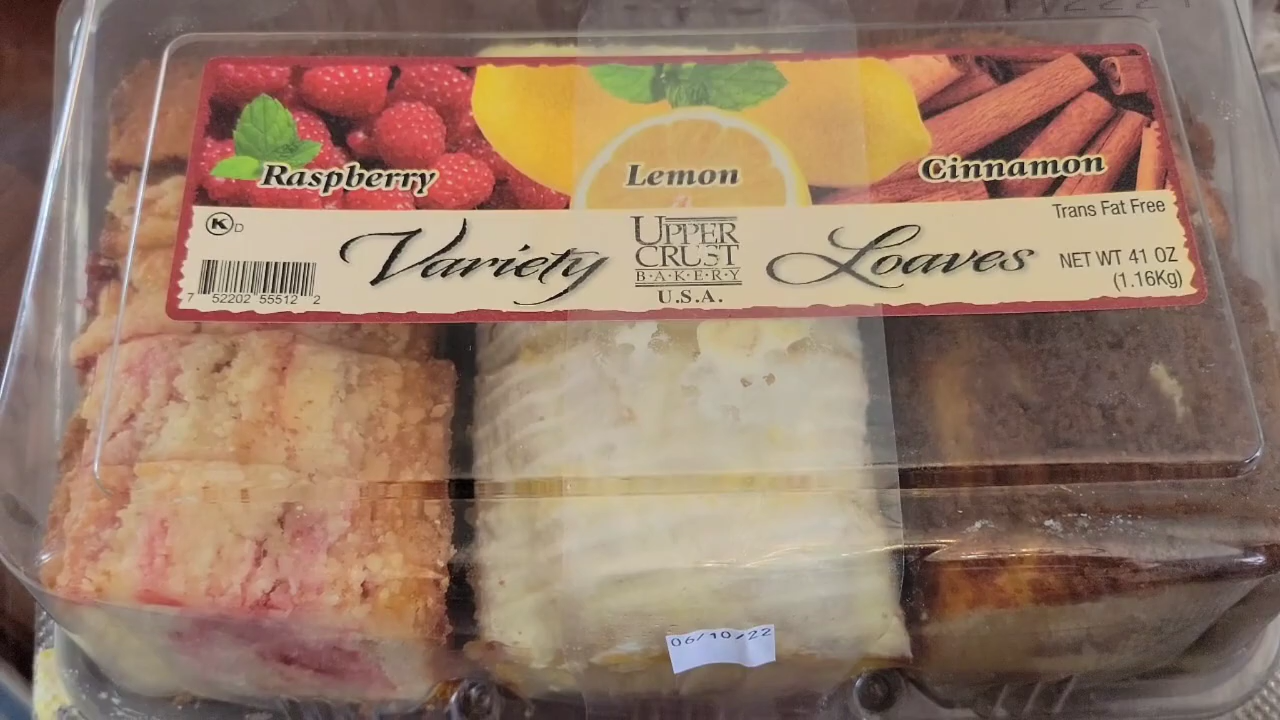 Raspberry
Lemon
Cinnamon
K D
Trans Fat Free
Variety
UPPER
CRUST
B·A·K·E·R·Y
U.S.A.
Loaves
NET WT 41 OZ
(1.16Kg)
7 52202 55512 2
06/10/22